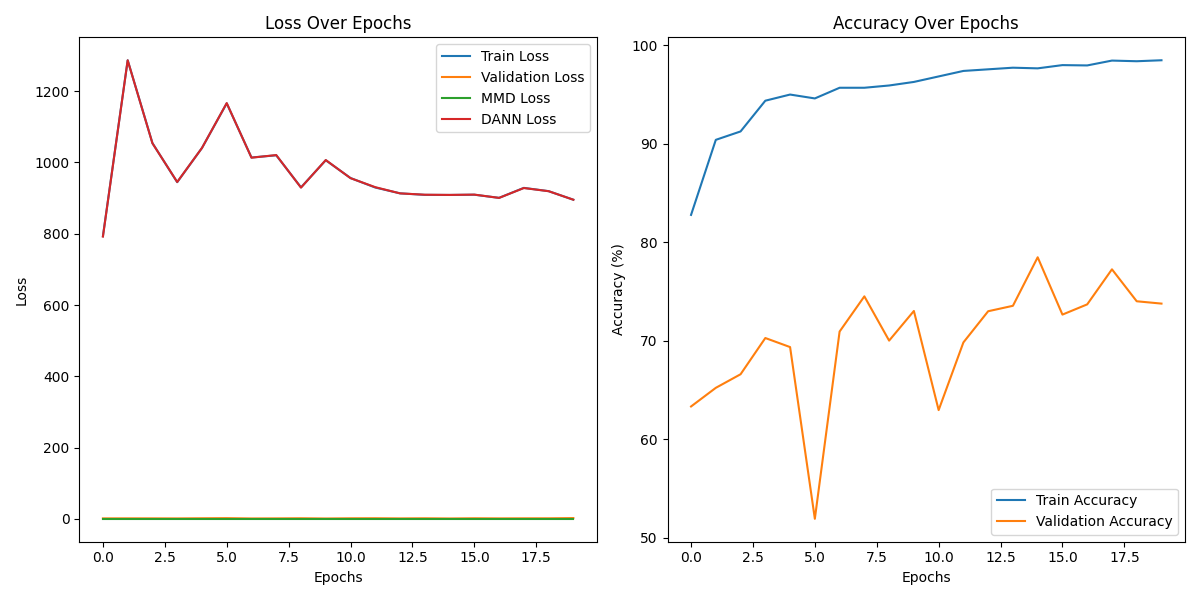 Loss Over Epochs
Train Loss
Validation Loss
MMD Loss
DANN Loss
1200
1000
800
600
400
200
0
Loss
0.0 2.5 5.0 7.5 10.0 12.5 15.0 17.5
Epochs
Accuracy Over Epochs
100
90
80
70
60
50
Accuracy (%)
Train Accuracy
Validation Accuracy
0.0 2.5 5.0 7.5 10.0 12.5 15.0 17.5
Epochs